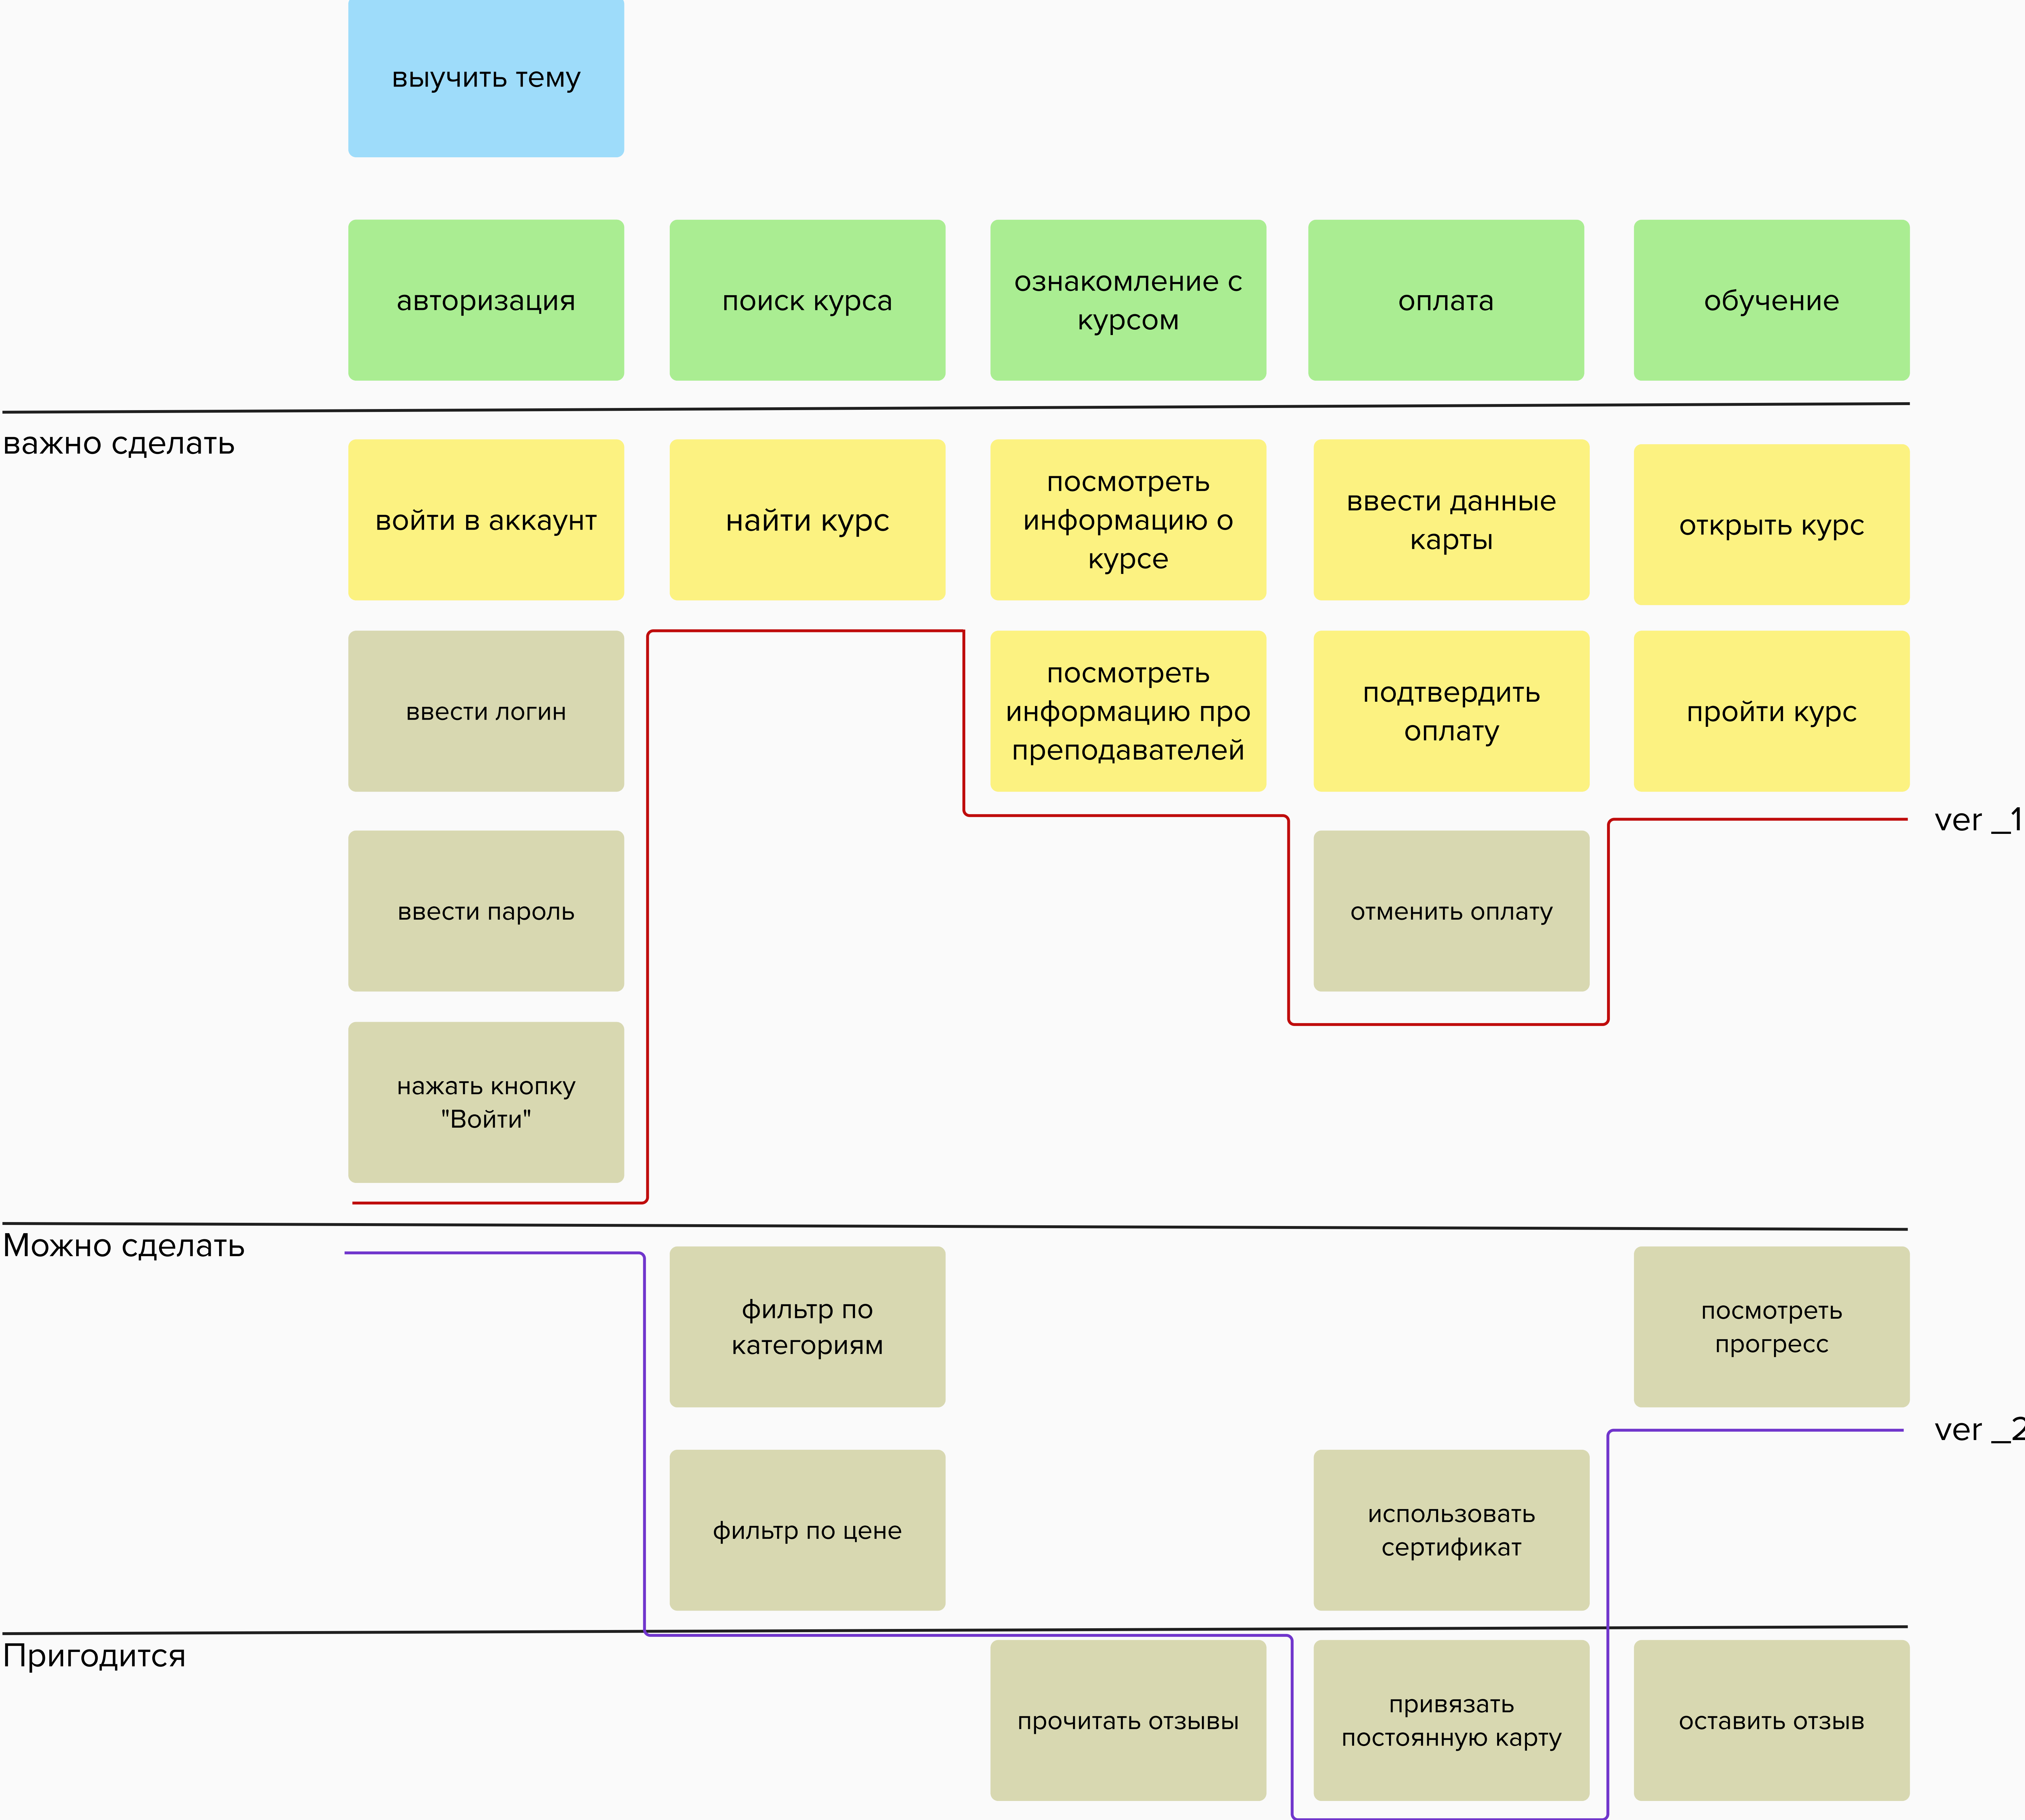 выучить тему
авторизация
поиск курса
ознакомление с
курсом
оплата
обучение
важно сделать
войти в аккаунт
найти курс
посмотреть
информацию о
курсе
ввести данные
карты
открыть курс
ввести логин
посмотреть
информацию про
преподавателей
подтвердить
оплату
пройти курс
ver _1
ввести пароль
отменить оплату
нажать кнопку
"Войти"
Можно сделать
фильтр по
категориям
посмотреть
прогресс
ver _2
фильтр по цене
использовать
сертификат
Пригодится
прочитать отзывы
привязать
постоянную карту
оставить отзыв